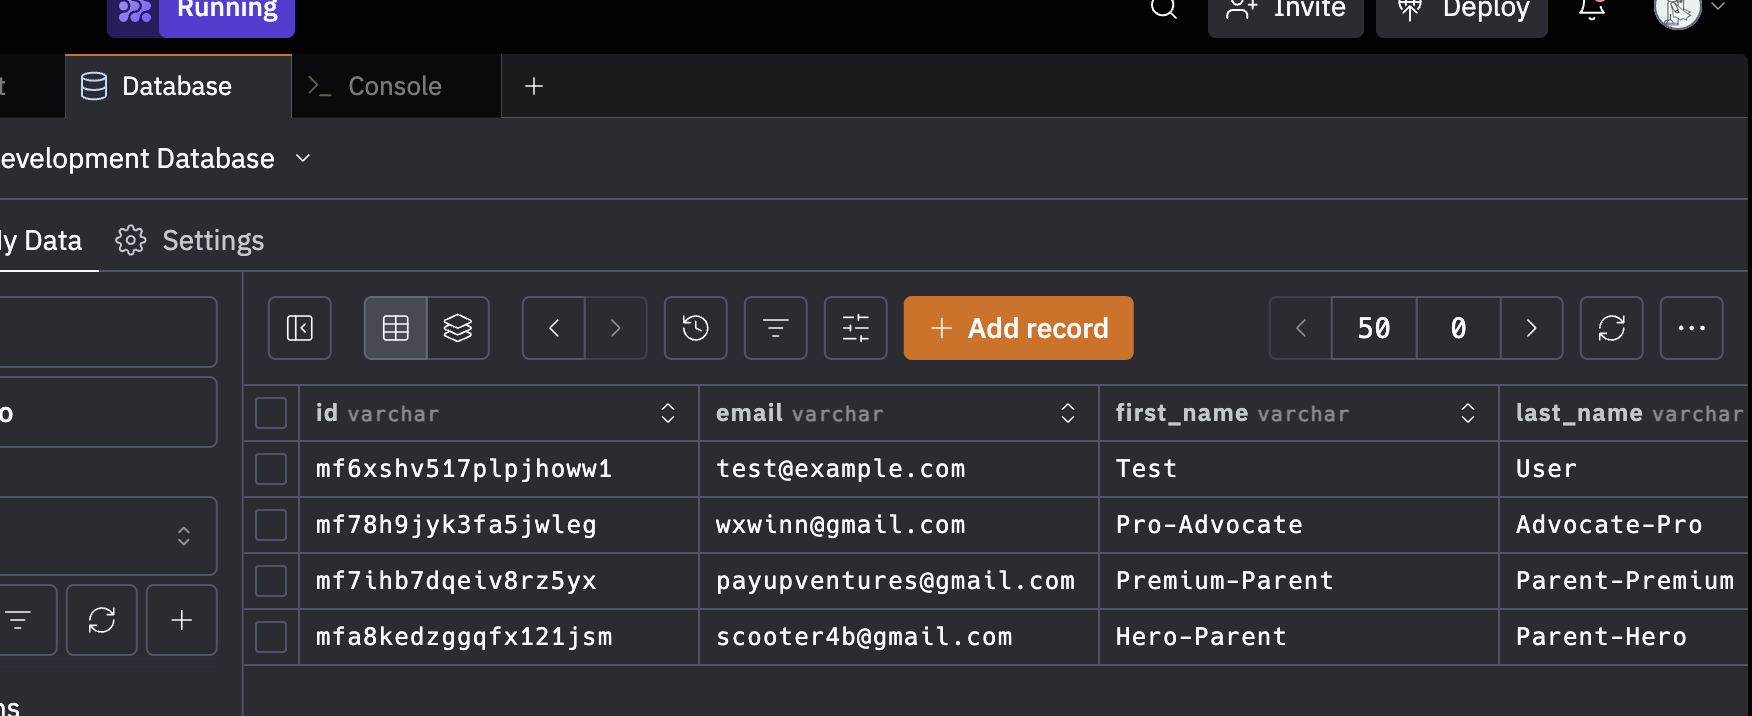 Running
Invite
Deploy
t
Database
Console
evelopment Database
y Data
Settings
Add record
50
0
o
id varchar
email varchar
first_name varchar
last_name varchar
mf6xshv517plpjhoww1
test@example.com
Test
User
mf78h9jyk3fa5jwleg
wxwinn@gmail.com
Pro-Advocate
Advocate-Pro
mf7ihb7dqeiv8rz5yx
payupventures@gmail.com
Premium-Parent
Parent-Premium
mfa8kedzggqfx121jsm
scooter4b@gmail.com
Hero-Parent
Parent-Hero
ns